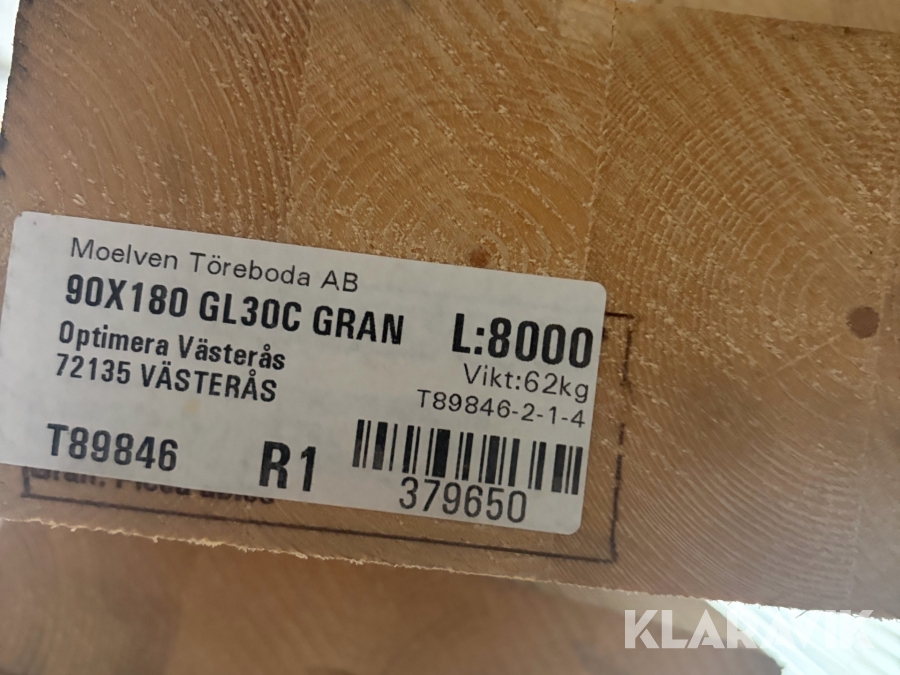 Moelven Töreboda AB
90X180 GL30C GRAN
L:8000
Optimera Västerås
Vikt:62kg
72135 VÄSTERÅS
T89846-2-1-4
T89846
R1
379650
KLARAVIK